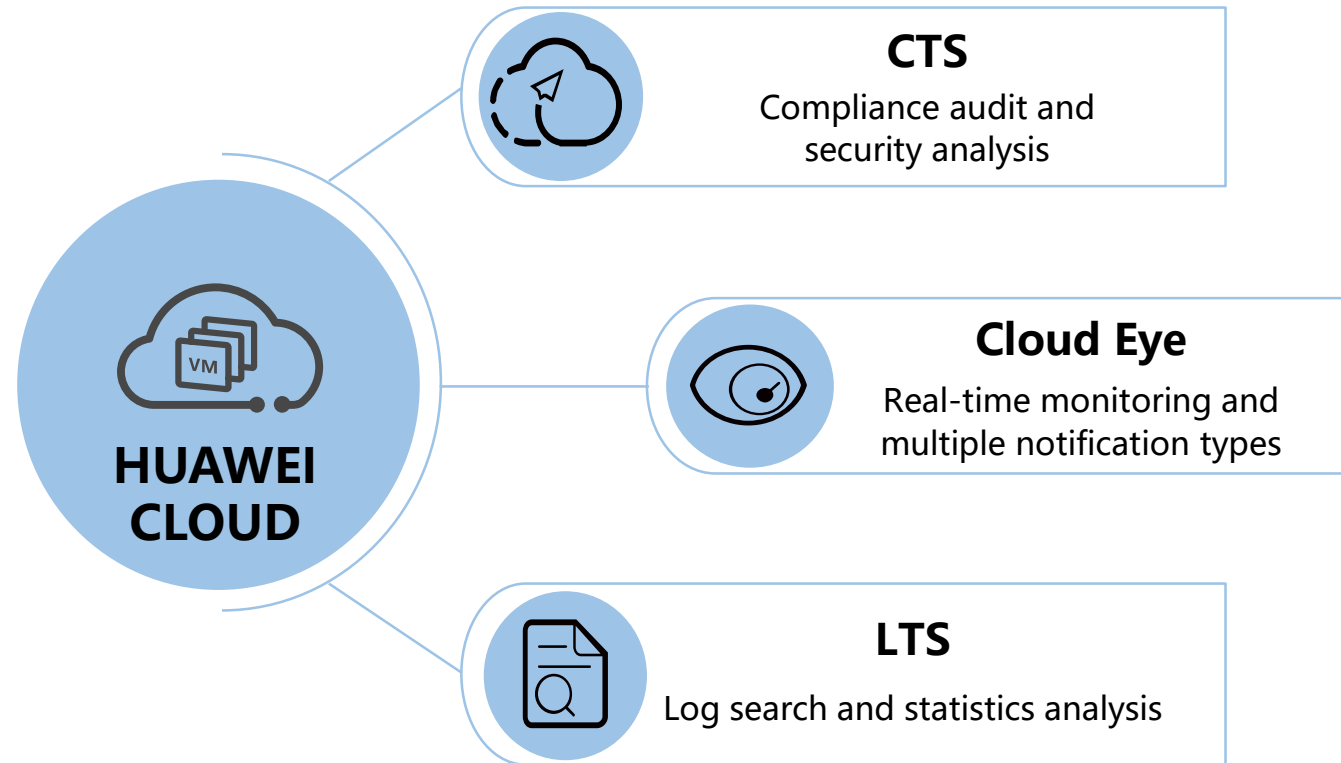 CTS
Compliance audit and
security analysis
VM
HUAWEI
CLOUD
Cloud Eye
Real-time monitoring and
multiple notification types
LTS
Log search and statistics analysis